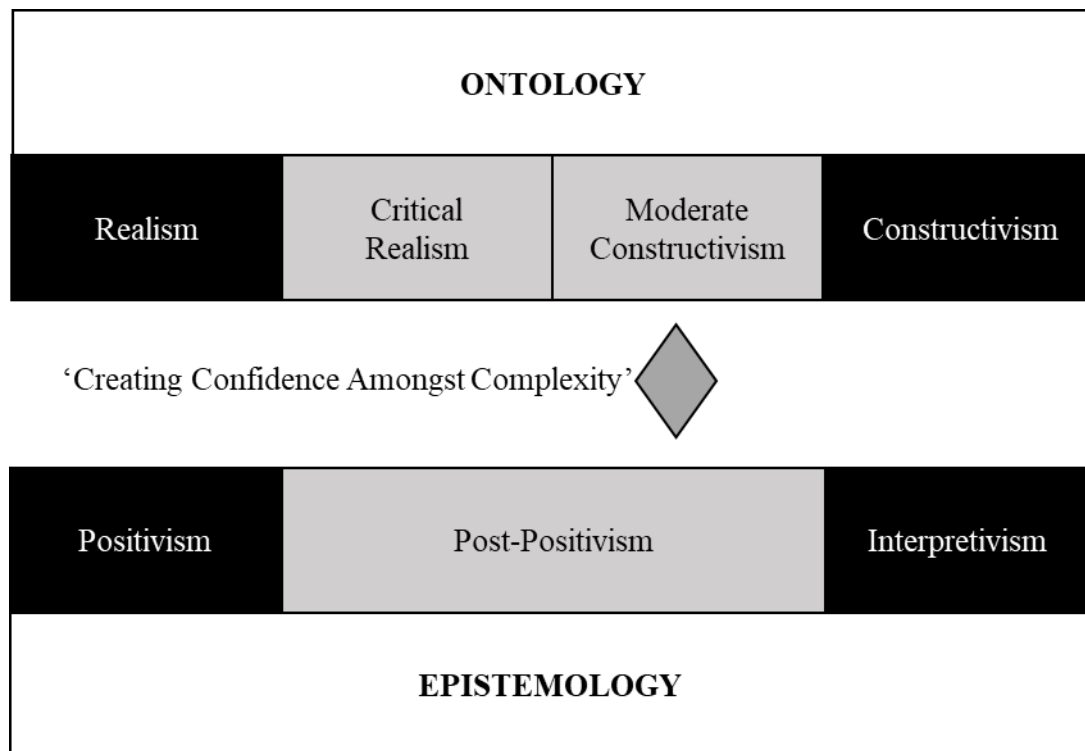 ONTOLOGY
Realism
Critical
Realism
Moderate
Constructivism
Constructivism
‘Creating Confidence Amongst Complexity’
Positivism
Post-Positivism
Interpretivism
EPISTEMOLOGY